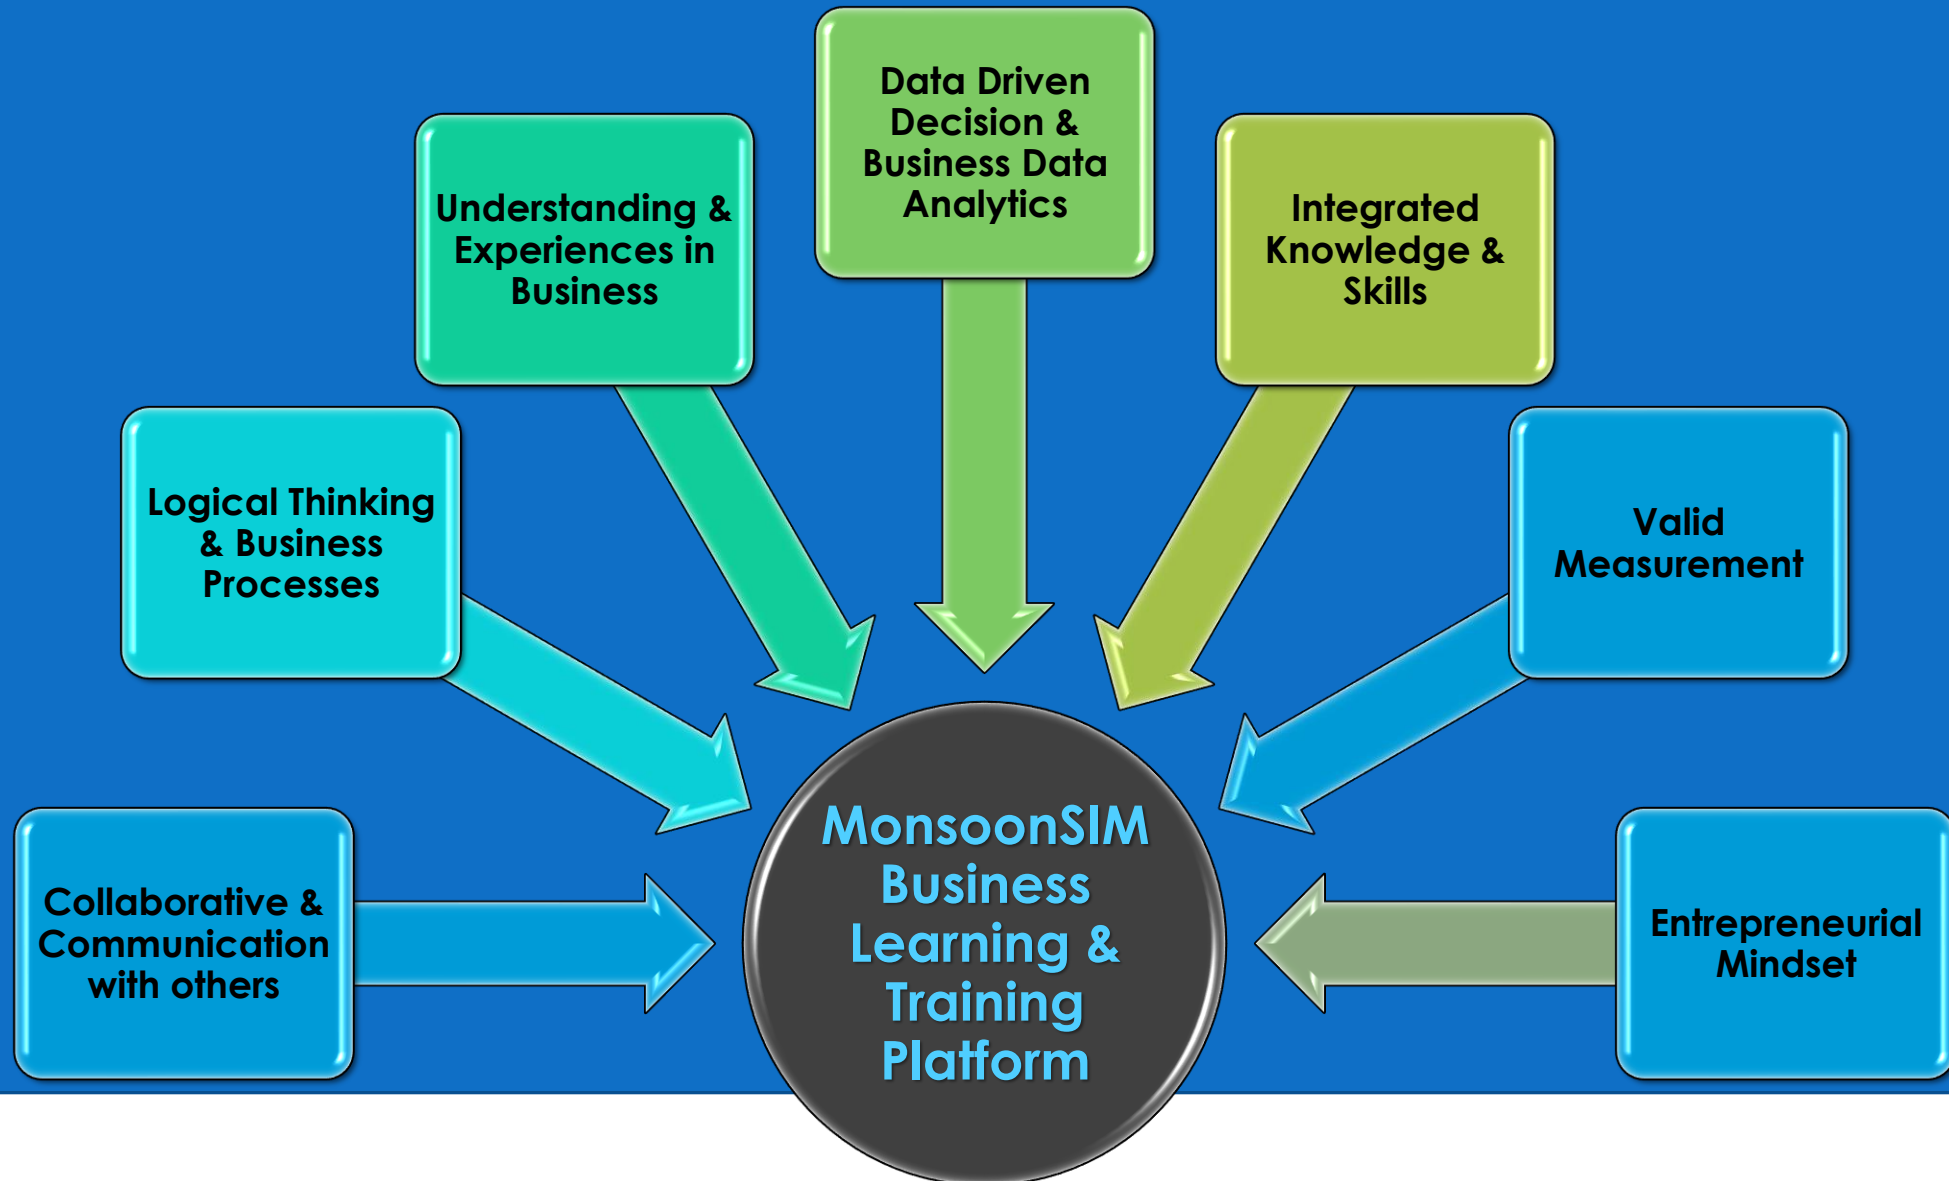 Data Driven
Decision &
Business Data
Analytics
Understanding &
Experiences in
Business
Integrated
Knowledge &
Skills
Logical Thinking
& Business
Processes
Valid
Measurement
Collaborative &
Communication
with others
MonsoonSIM
Business
Learning &
Training
Platform
Entrepreneurial
Mindset